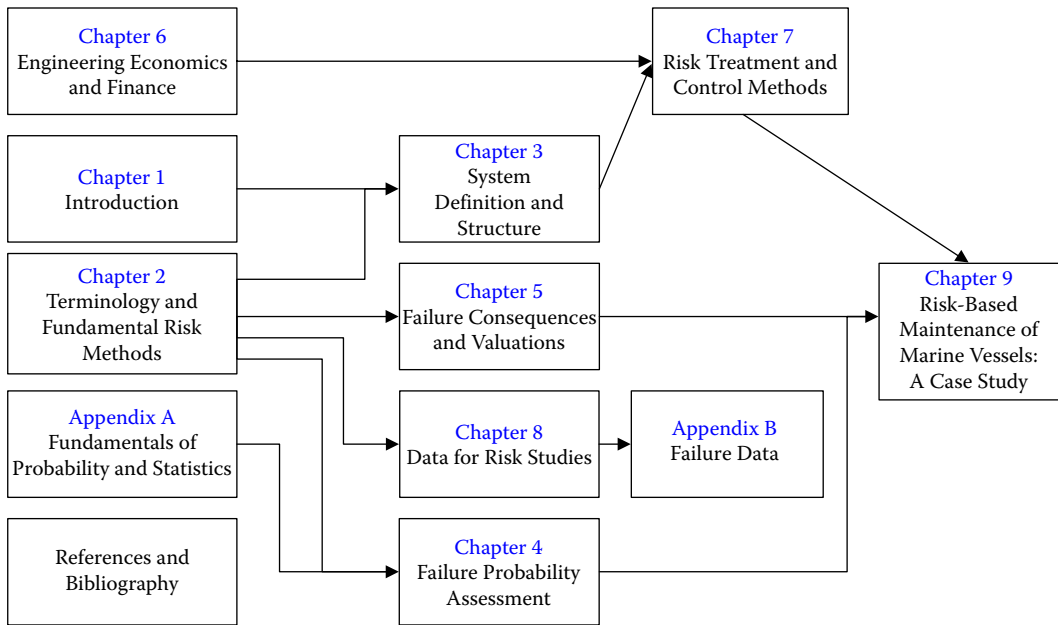 Chapter 6
Engineering Economics
and Finance
Chapter 7
Risk Treatment and
Control Methods
Chapter 1
Introduction
Chapter 3
System
Definition and
Structure
Chapter 2
Terminology and
Fundamental Risk
Methods
Chapter 5
Failure Consequences
and Valuations
Chapter 9
Risk-Based
Maintenance of
Marine Vessels:
A Case Study
Appendix A
Fundamentals of
Probability and Statistics
Chapter 8
Data for Risk Studies
Appendix B
Failure Data
References and
Bibliography
Chapter 4
Failure Probability
Assessment